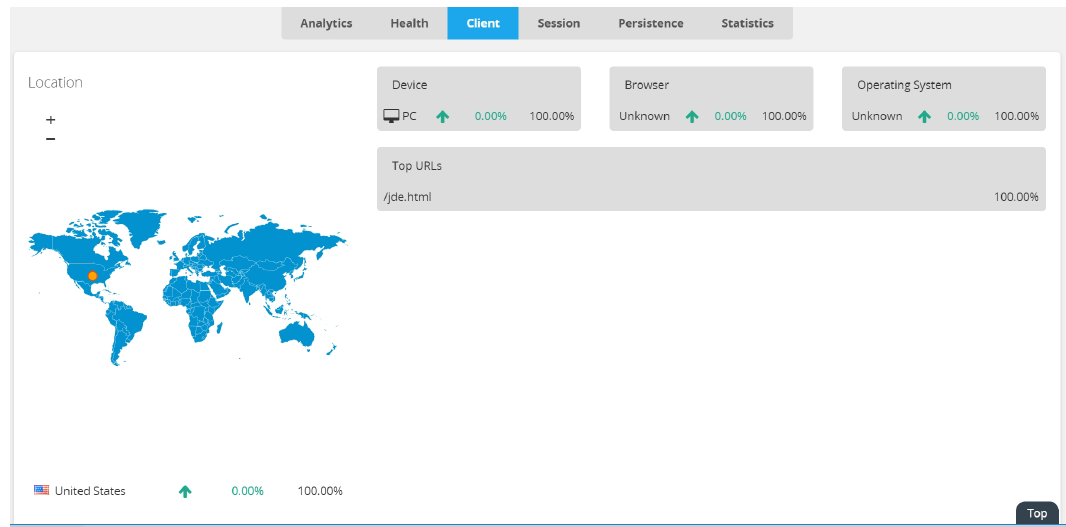 Analytics Health Client Session Persistence Statistics
Location
+
−
Device
PC 0.00% 100.00%
Browser
Unknown 0.00% 100.00%
Operating System
Unknown 0.00% 100.00%
Top URLs
/jde.html 100.00%
United States 0.00% 100.00%
Top